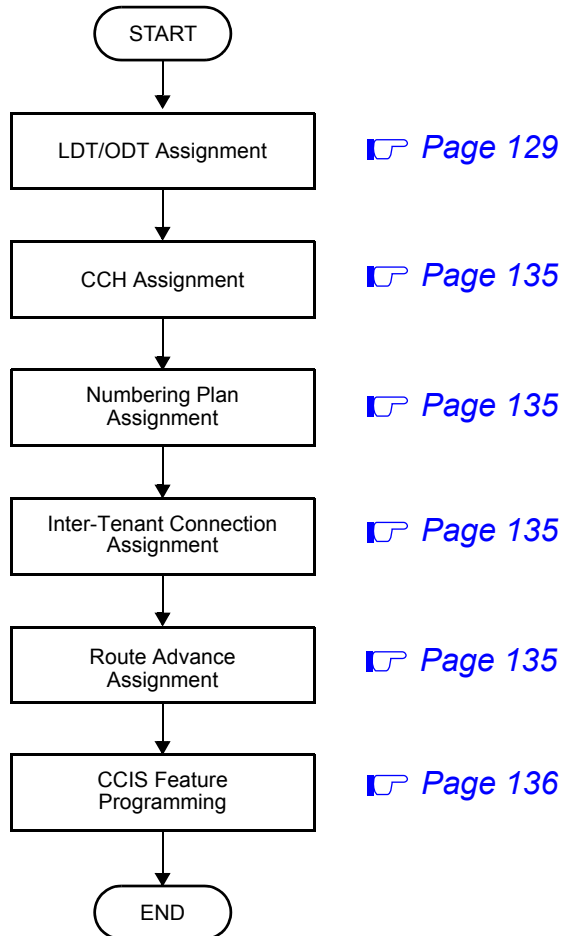 START
LDT/ODT Assignment
Page 129
CCH Assignment
Page 135
Numbering Plan
Assignment
Page 135
Inter-Tenant Connection
Assignment
Page 135
Route Advance
Assignment
Page 135
CCIS Feature
Programming
Page 136
END